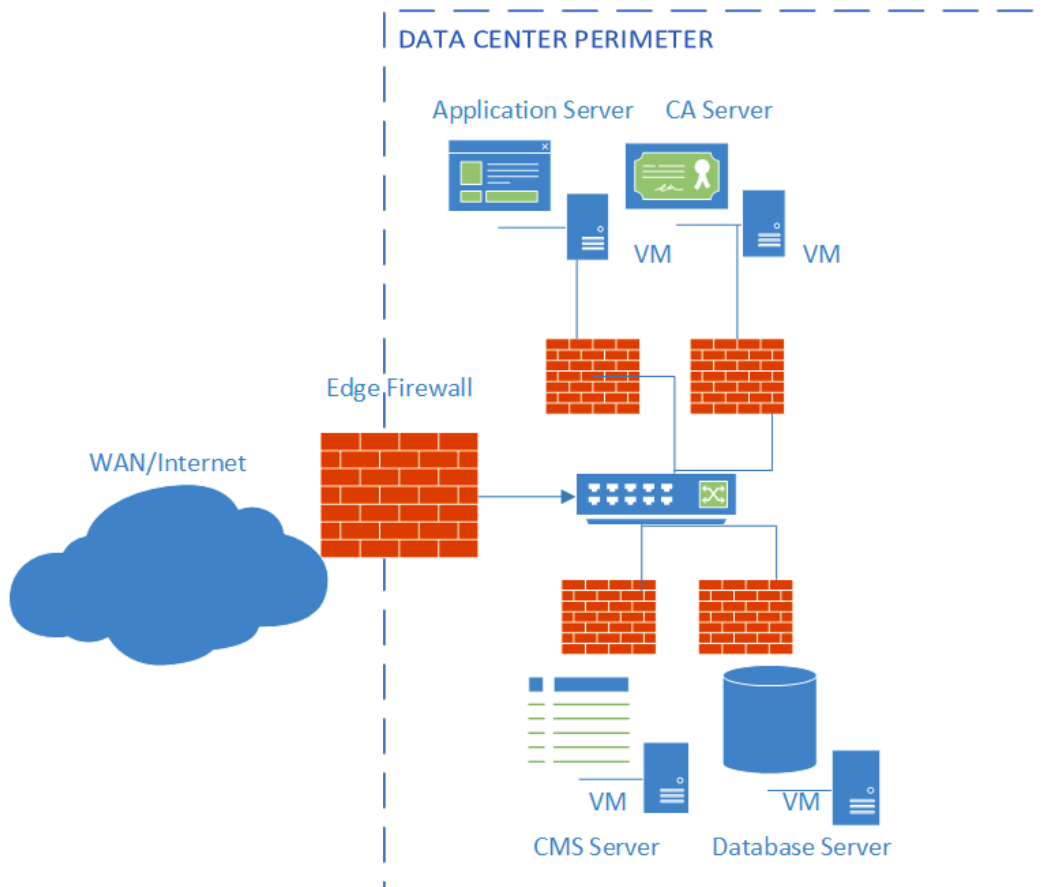 DATA CENTER PERIMETER
Application Server
CA Server
VM
VM
Edge Firewall
WAN/Internet
VM
VM
CMS Server
Database Server